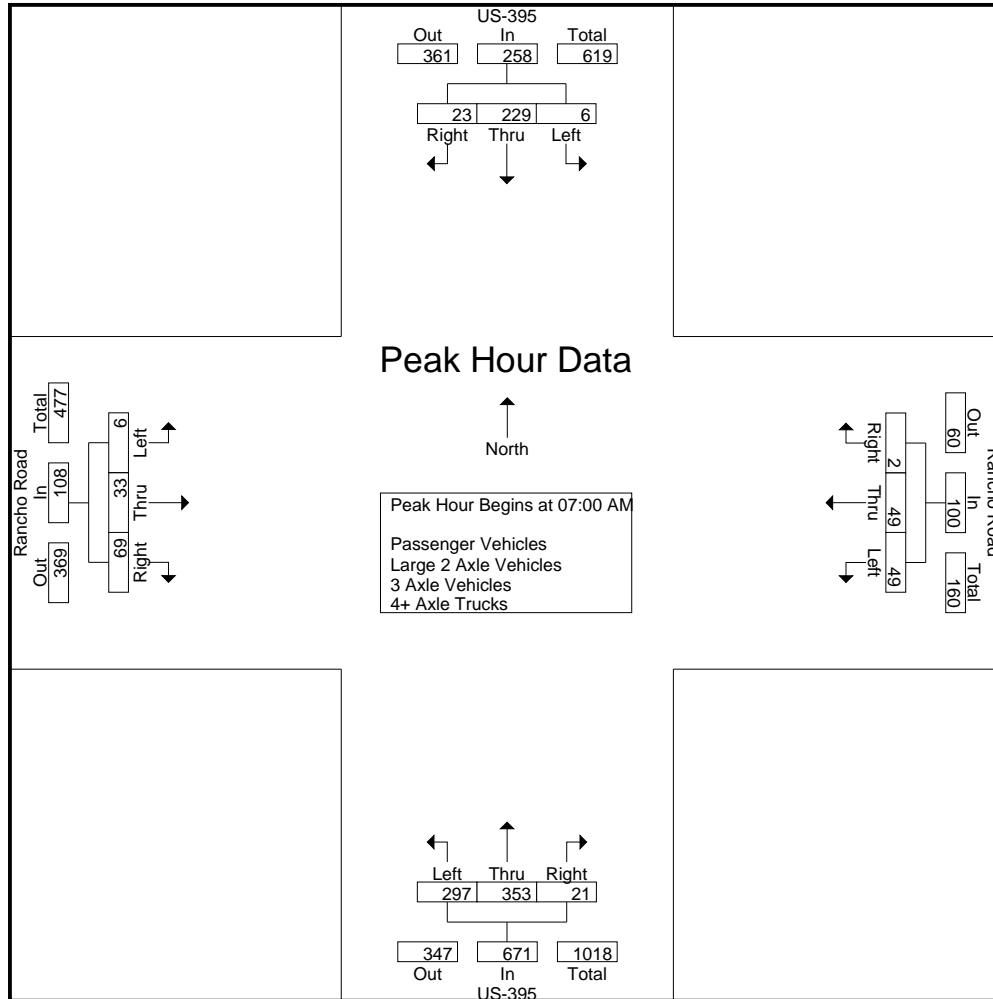 US-395
Out In Total
361 258 619
23 229 6
Right Thru Left
Peak Hour Data
North
Peak Hour Begins at 07:00 AM
Passenger Vehicles
Large 2 Axle Vehicles
3 Axle Vehicles
4+ Axle Trucks
Rancho Road
Out In Total
369 108 477
Right Thru Left
69 33 6
Rancho Road
Out In Total
60 100 160
Right Thru Left
2 49 49
Left Thru Right
297 353 21
347 671 1018
Out In Total
US-395